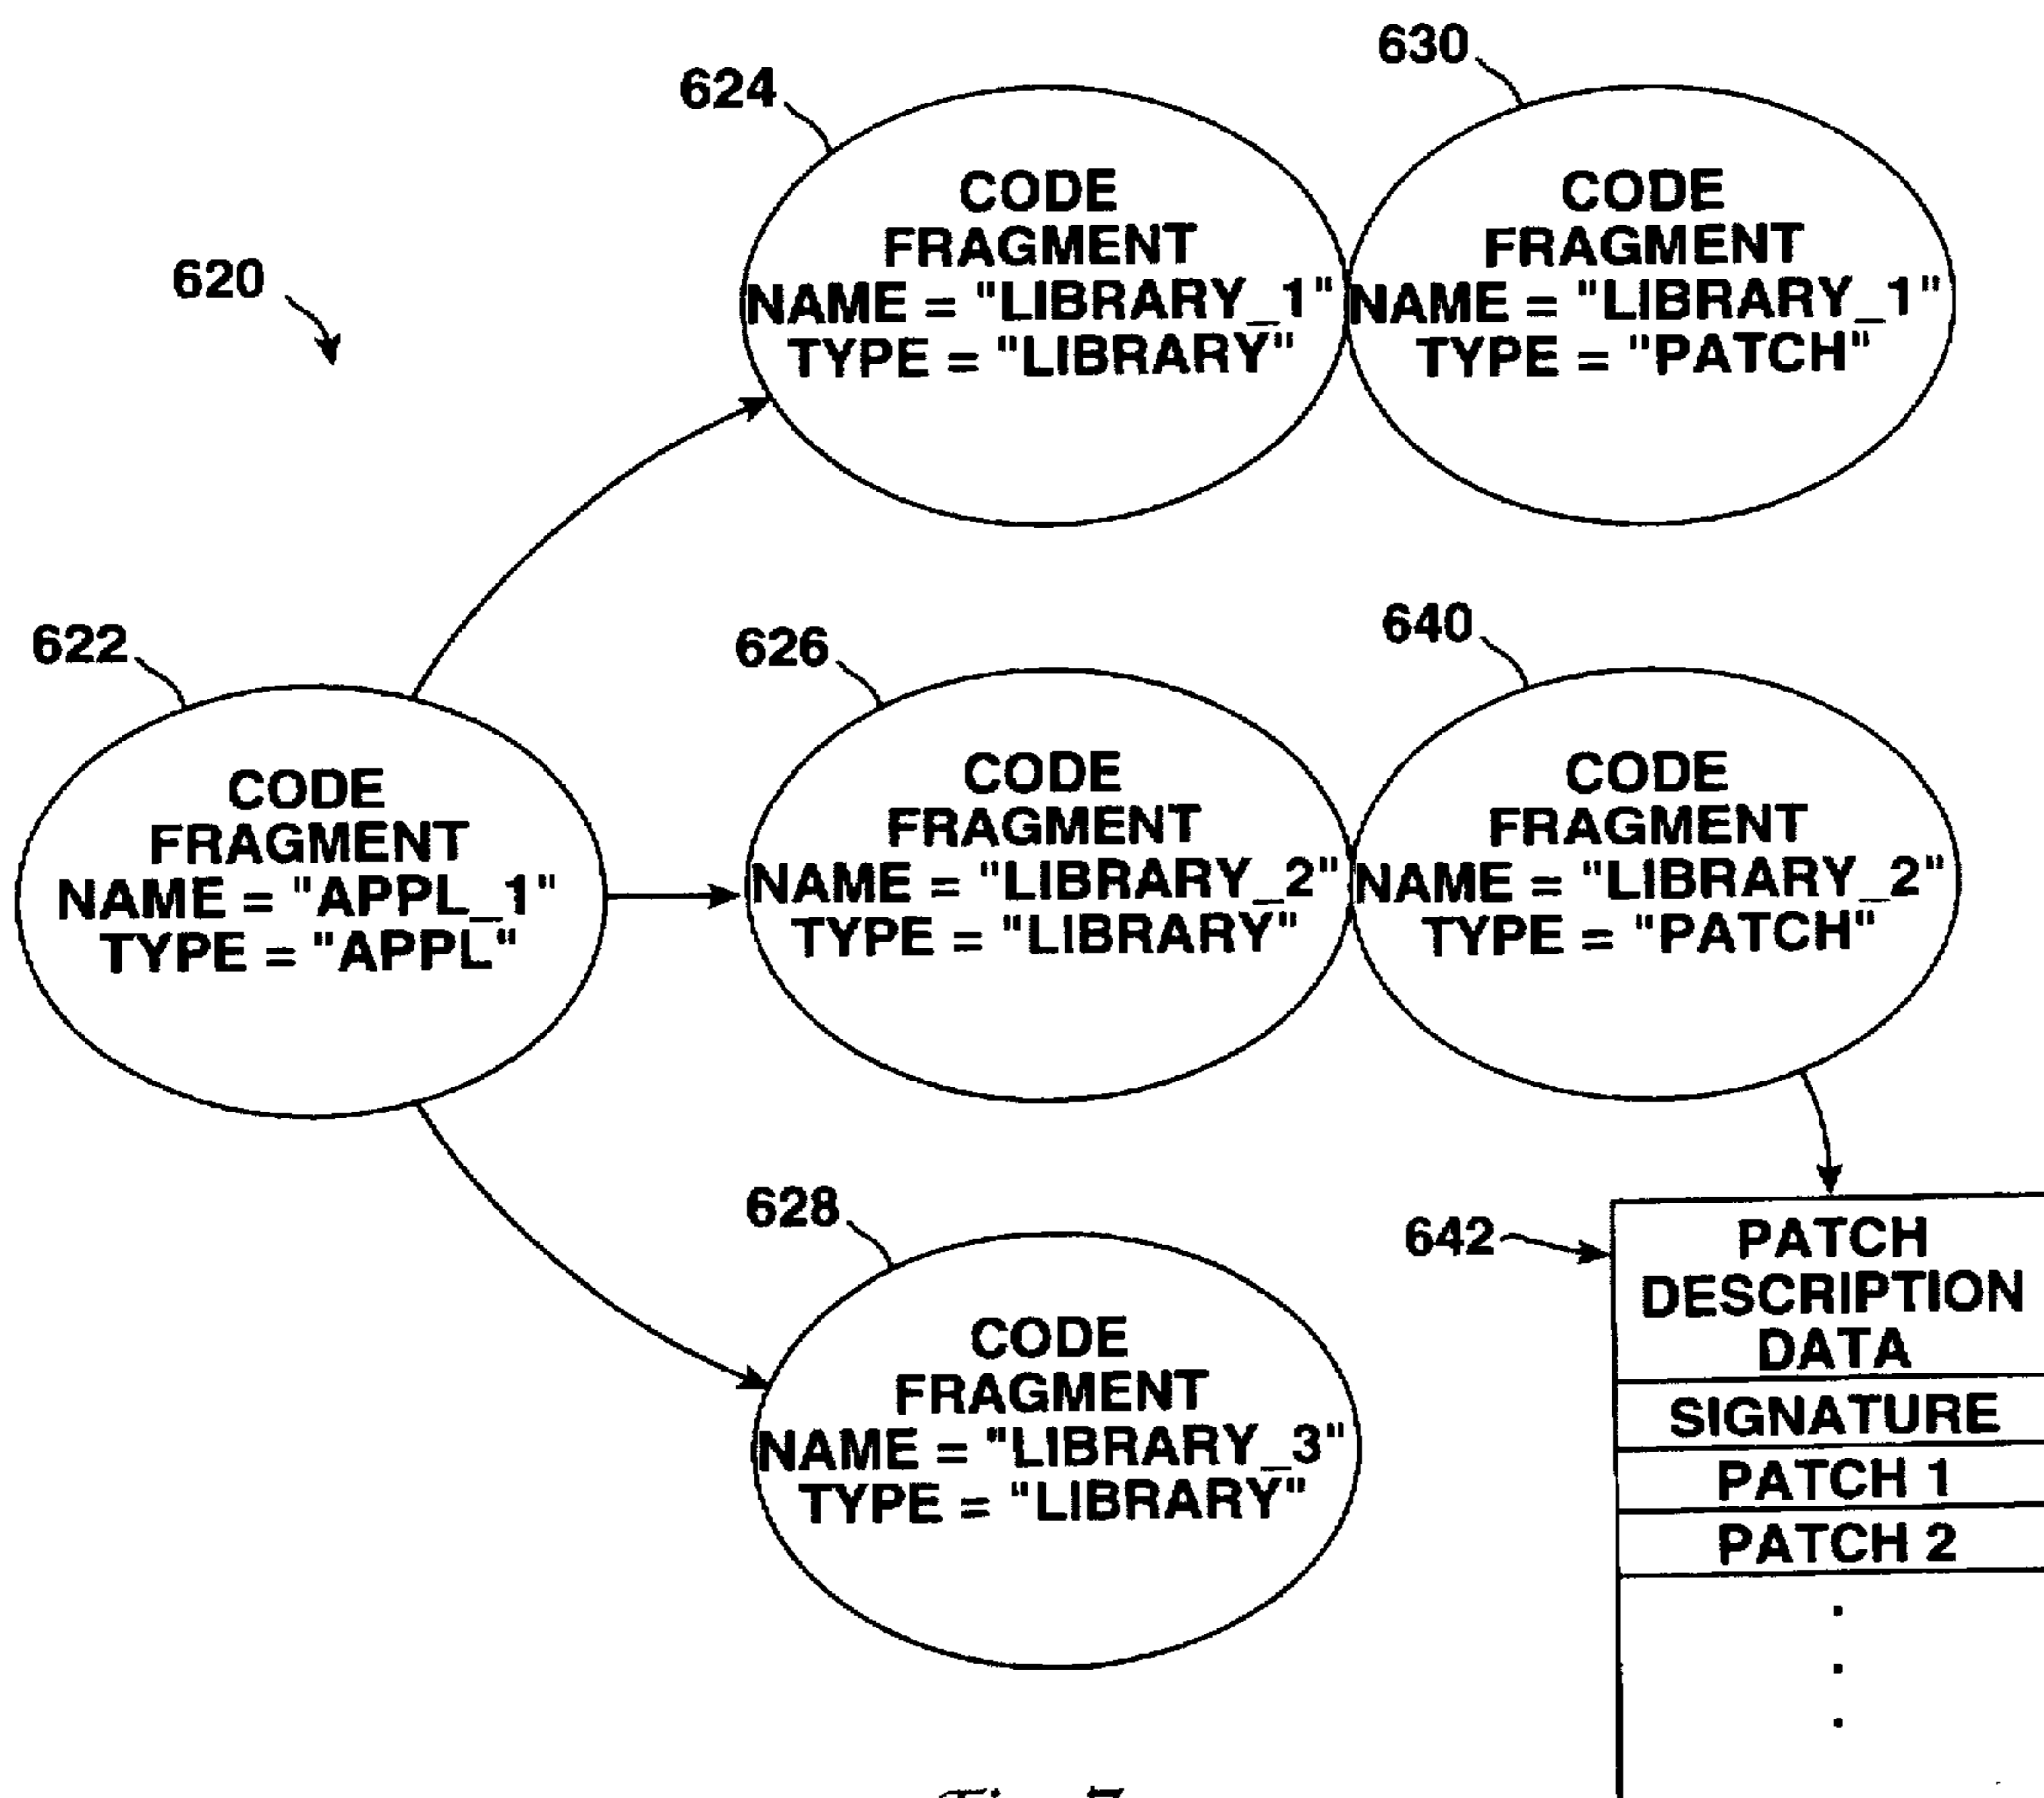 630
624
CODE
FRAGMENT
NAME = "LIBRARY_1"
TYPE = "LIBRARY"
CODE
FRAGMENT
NAME = "LIBRARY_1"
TYPE = "PATCH"
620
622
CODE
FRAGMENT
NAME = "APPL_1"
TYPE = "APPL"
626
CODE
FRAGMENT
NAME = "LIBRARY_2"
TYPE = "LIBRARY"
640
CODE
FRAGMENT
NAME = "LIBRARY_2"
TYPE = "PATCH"
628
CODE
FRAGMENT
NAME = "LIBRARY_3"
TYPE = "LIBRARY"
642
PATCH
DESCRIPTION
DATA
SIGNATURE
PATCH 1
PATCH 2
.
.
.